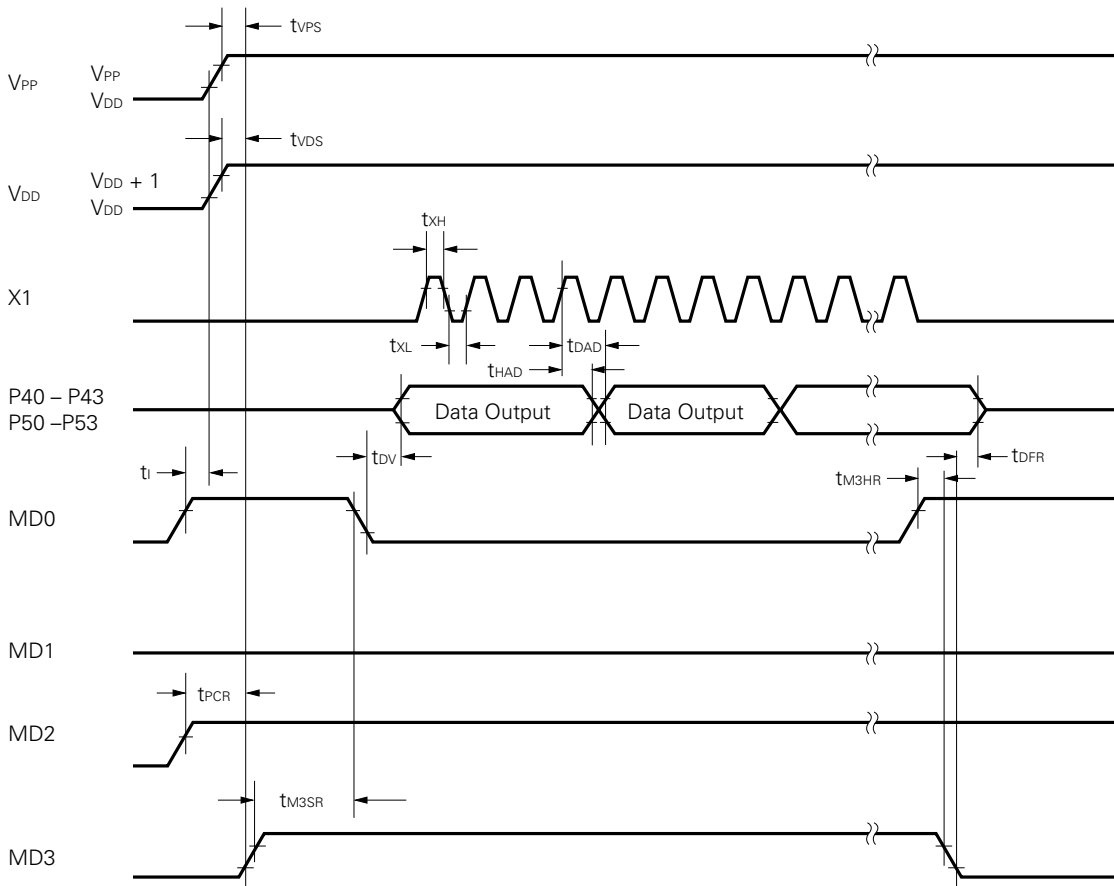 tVPS
VPP
VPP
VDD
tVDS
VDD
VDD + 1
VDD
tXH
X1
tXL
tDAD
tHAD
P40 – P43
P50 –P53
Data Output
Data Output
tDV
tDFR
tI
tM3HR
MD0
MD1
tPCR
MD2
tM3SR
MD3